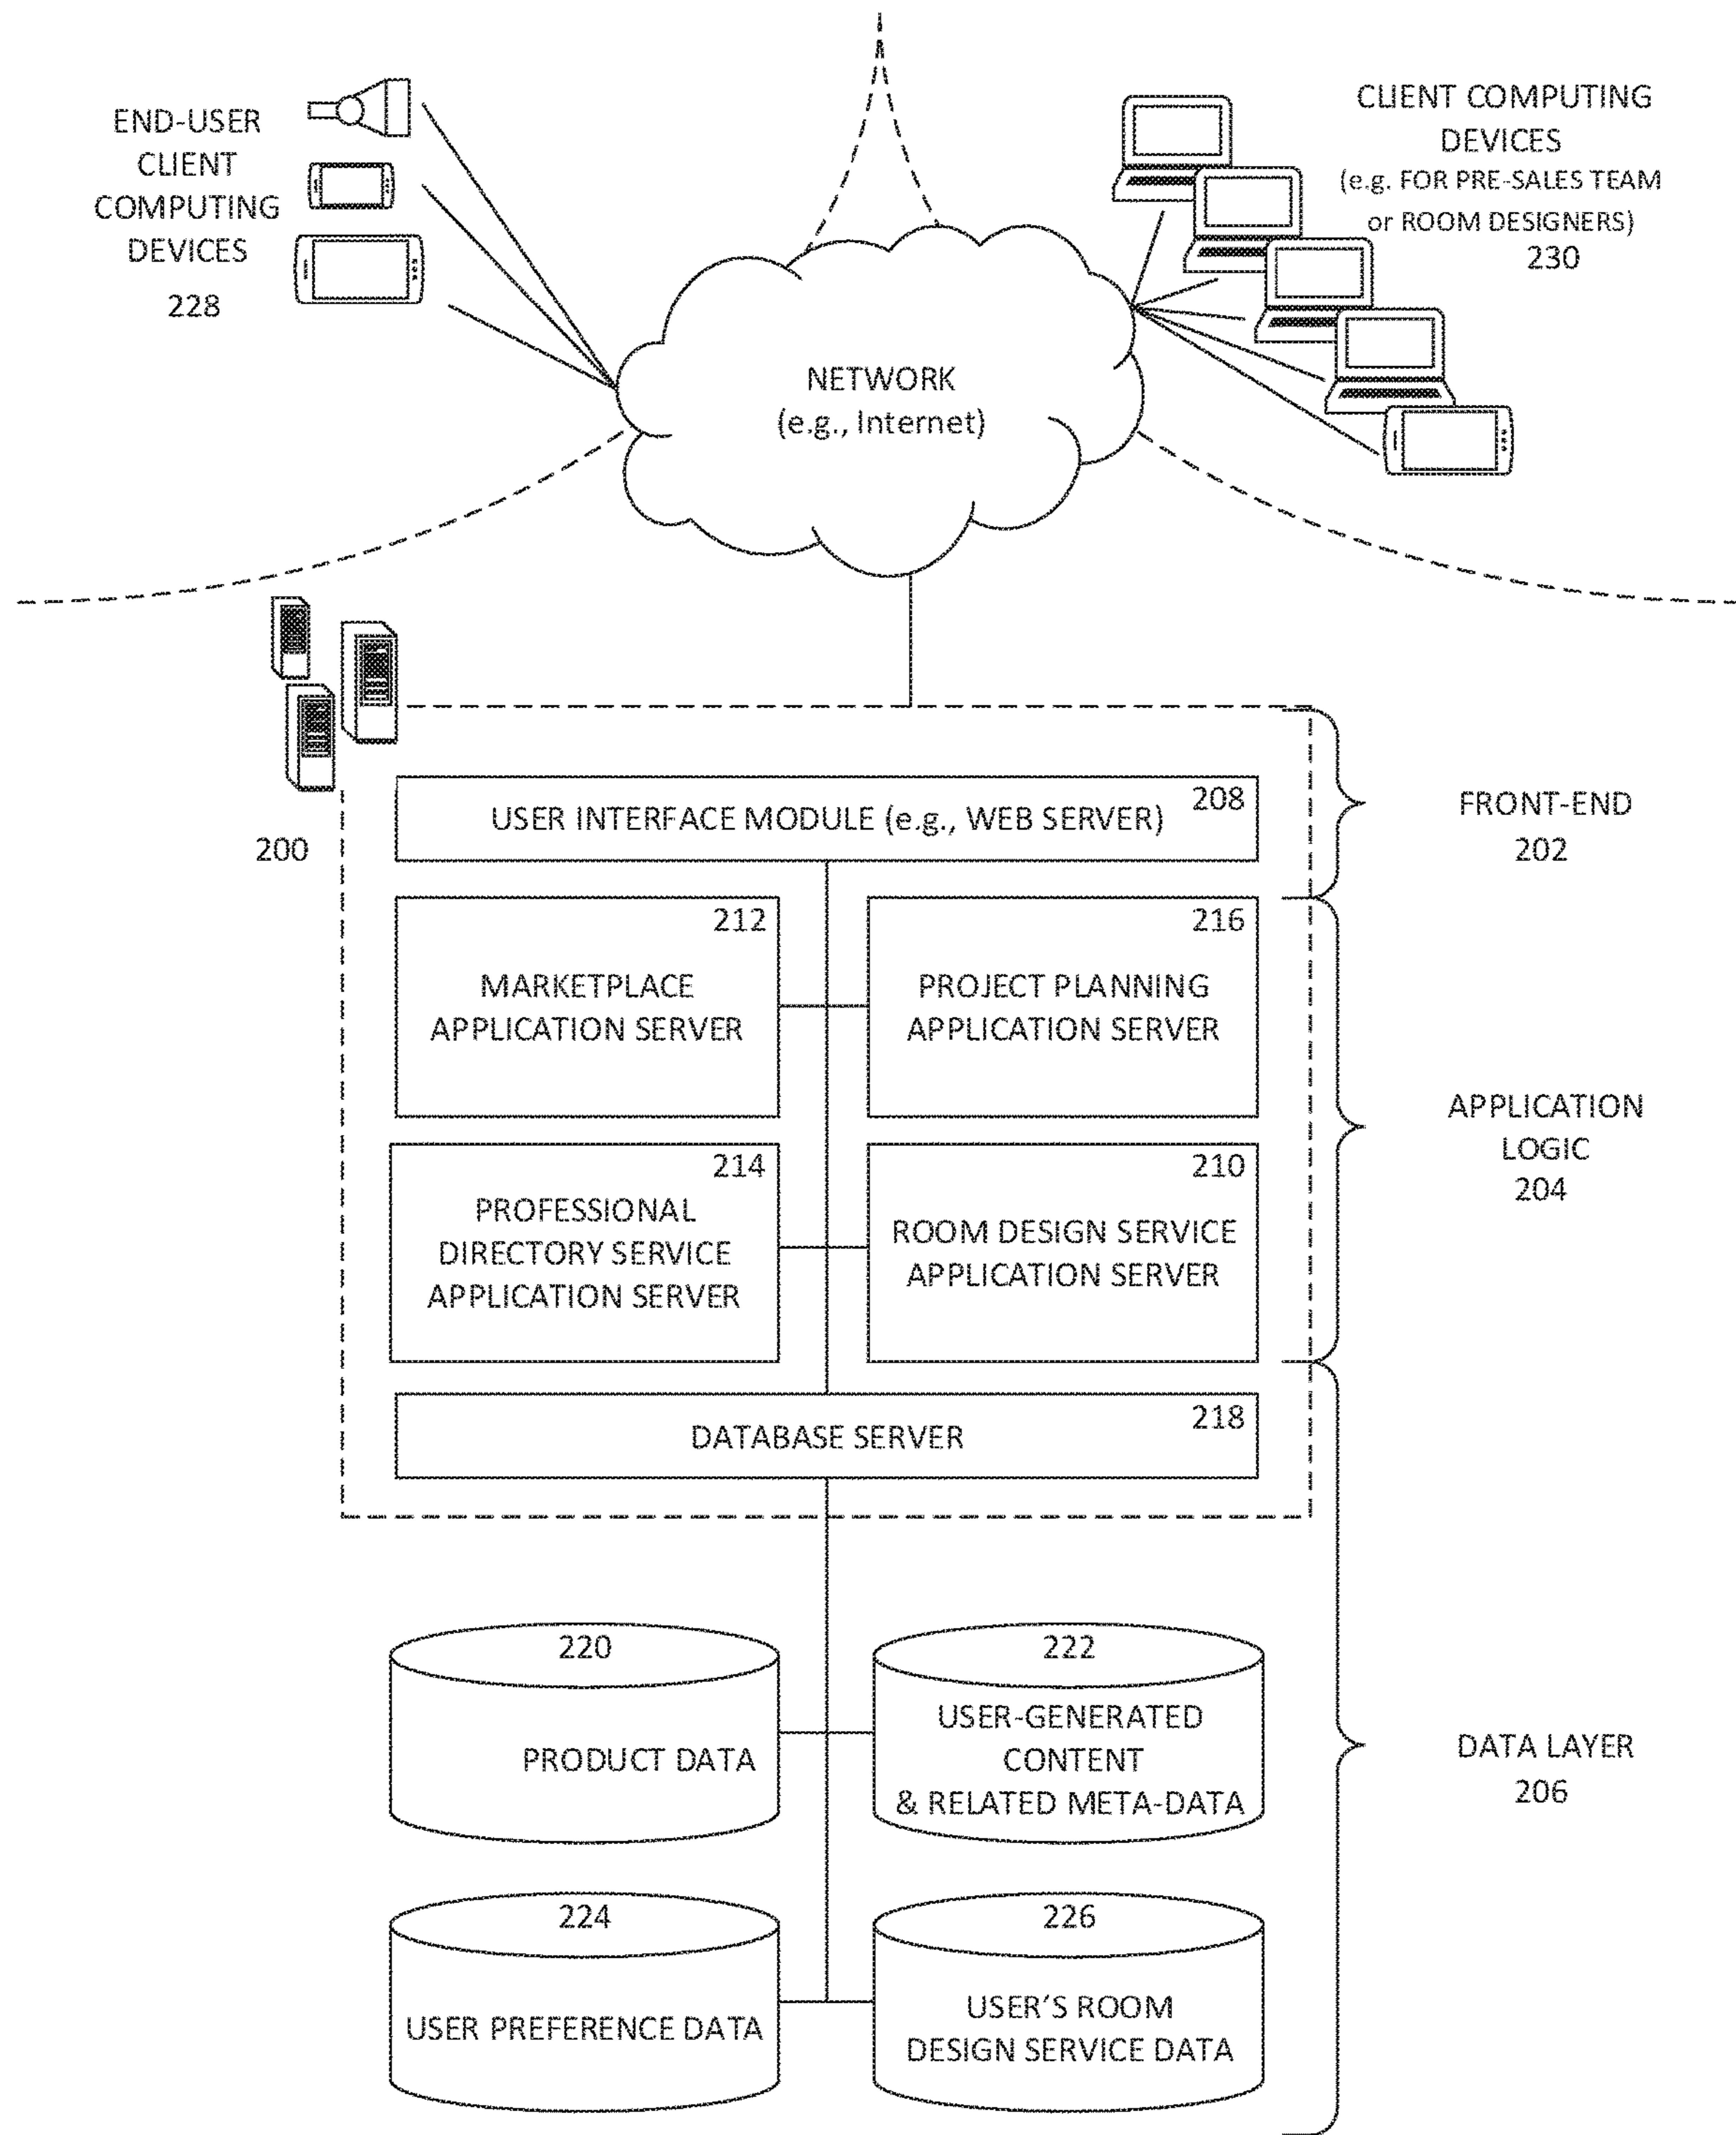 END-USER
CLIENT
COMPUTING
DEVICES
228
CLIENT COMPUTING
DEVICES
(e.g. FOR PRE-SALES TEAM
or ROOM DESIGNERS)
230
NETWORK
(e.g., Internet)
200
USER INTERFACE MODULE (e.g., WEB SERVER)
208
FRONT-END
202
212
MARKETPLACE
APPLICATION SERVER
216
PROJECT PLANNING
APPLICATION SERVER
214
PROFESSIONAL
DIRECTORY SERVICE
APPLICATION SERVER
210
ROOM DESIGN SERVICE
APPLICATION SERVER
APPLICATION
LOGIC
204
DATABASE SERVER
218
220
PRODUCT DATA
222
USER-GENERATED
CONTENT
& RELATED META-DATA
224
USER PREFERENCE DATA
226
USER'S ROOM
DESIGN SERVICE DATA
DATA LAYER
206